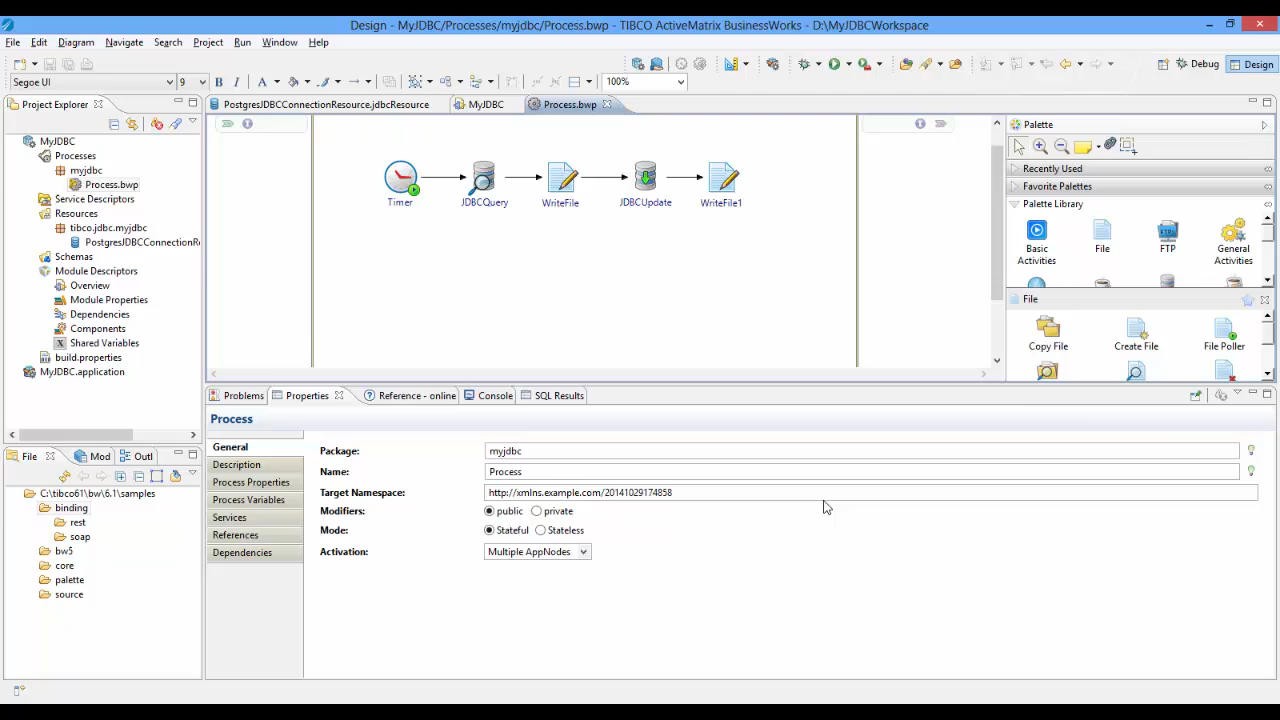 Design - MyJDBC/Processes/myjdbc/Process.bwp - TIBCO ActiveMatrix BusinessWorks - D:\MyJDBCWorkspace
File Edit Diagram Navigate Search Project Run Window Help
Debug Design
Segoe UI 9 B I A 100%
Project Explorer
MyJDBC
Processes
myjdbc
Process.bwp
Service Descriptors
Resources
tibco.jdbc.myjdbc
PostgresJDBCConnectionR
Schemas
Module Descriptors
Overview
Module Properties
Dependencies
Components
Shared Variables
build.properties
MyJDBC.application
PostgresJDBCConnectionResource.jdbcResource MyJDBC Process.bwp
Timer JDBCQuery WriteFile JDBCUpdate WriteFile1
Palette
Recently Used
Favorite Palettes
Palette Library
Basic Activities
File
FTP
General Activities
File
Copy File Create File File Poller
File Mod Outl
C:\tibco61\bw\6.1\samples
binding
rest
soap
bw5
core
palette
source
Problems Properties Reference - online Console SQL Results
Process
General
Description
Process Properties
Process Variables
Services
References
Dependencies
Package: myjdbc
Name: Process
Target Namespace: http://xmlns.example.com/20141029174858
Modifiers: public private
Mode: Stateful Stateless
Activation: Multiple AppNodes